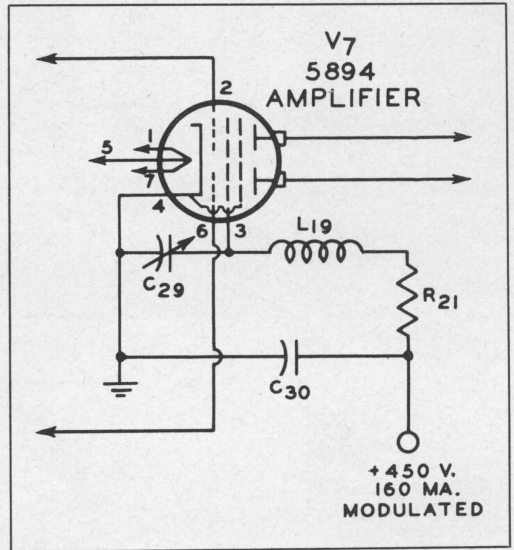 V7
5894
AMPLIFIER
2
1
5
7
4
6
3
L19
C29
R21
C30
+450 V.
160 MA.
MODULATED